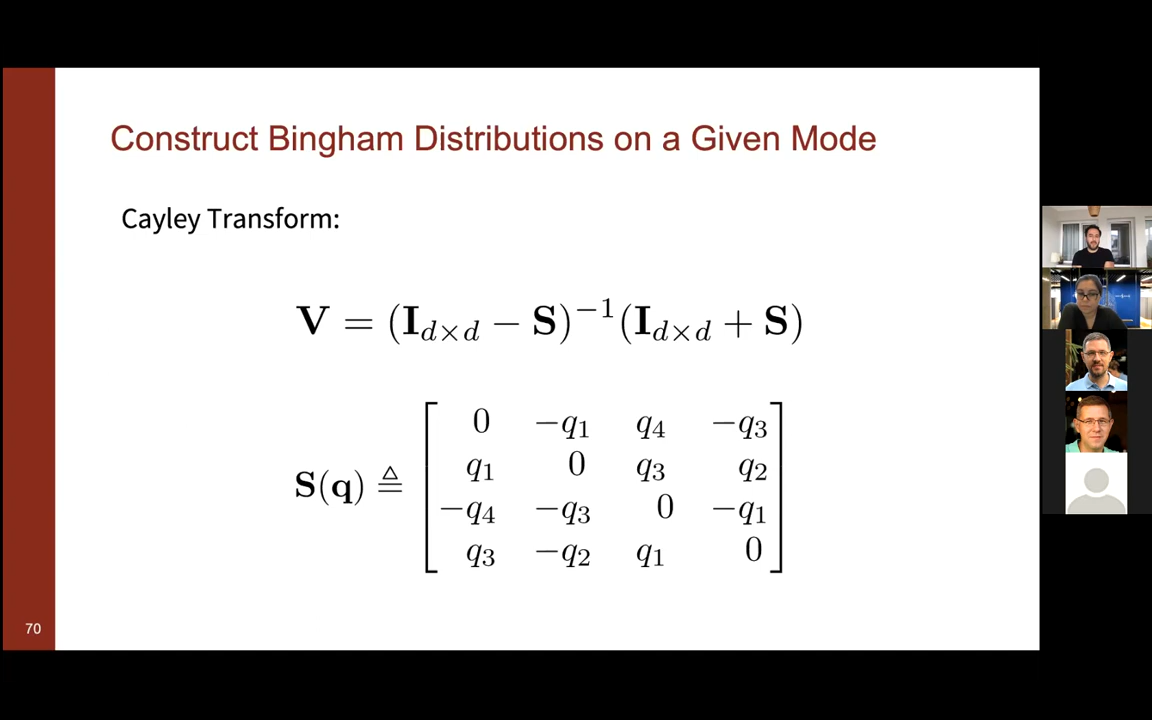 Construct Bingham Distributions on a Given Mode
Cayley Transform:
V = (I_{d×d} − S)^{−1}(I_{d×d} + S)
S(q) ≜ [ 0 −q₁ q₄ −q₃
q₁ 0 q₃ q₂
−q₄ −q₃ 0 −q₁
q₃ −q₂ q₁ 0 ]
70